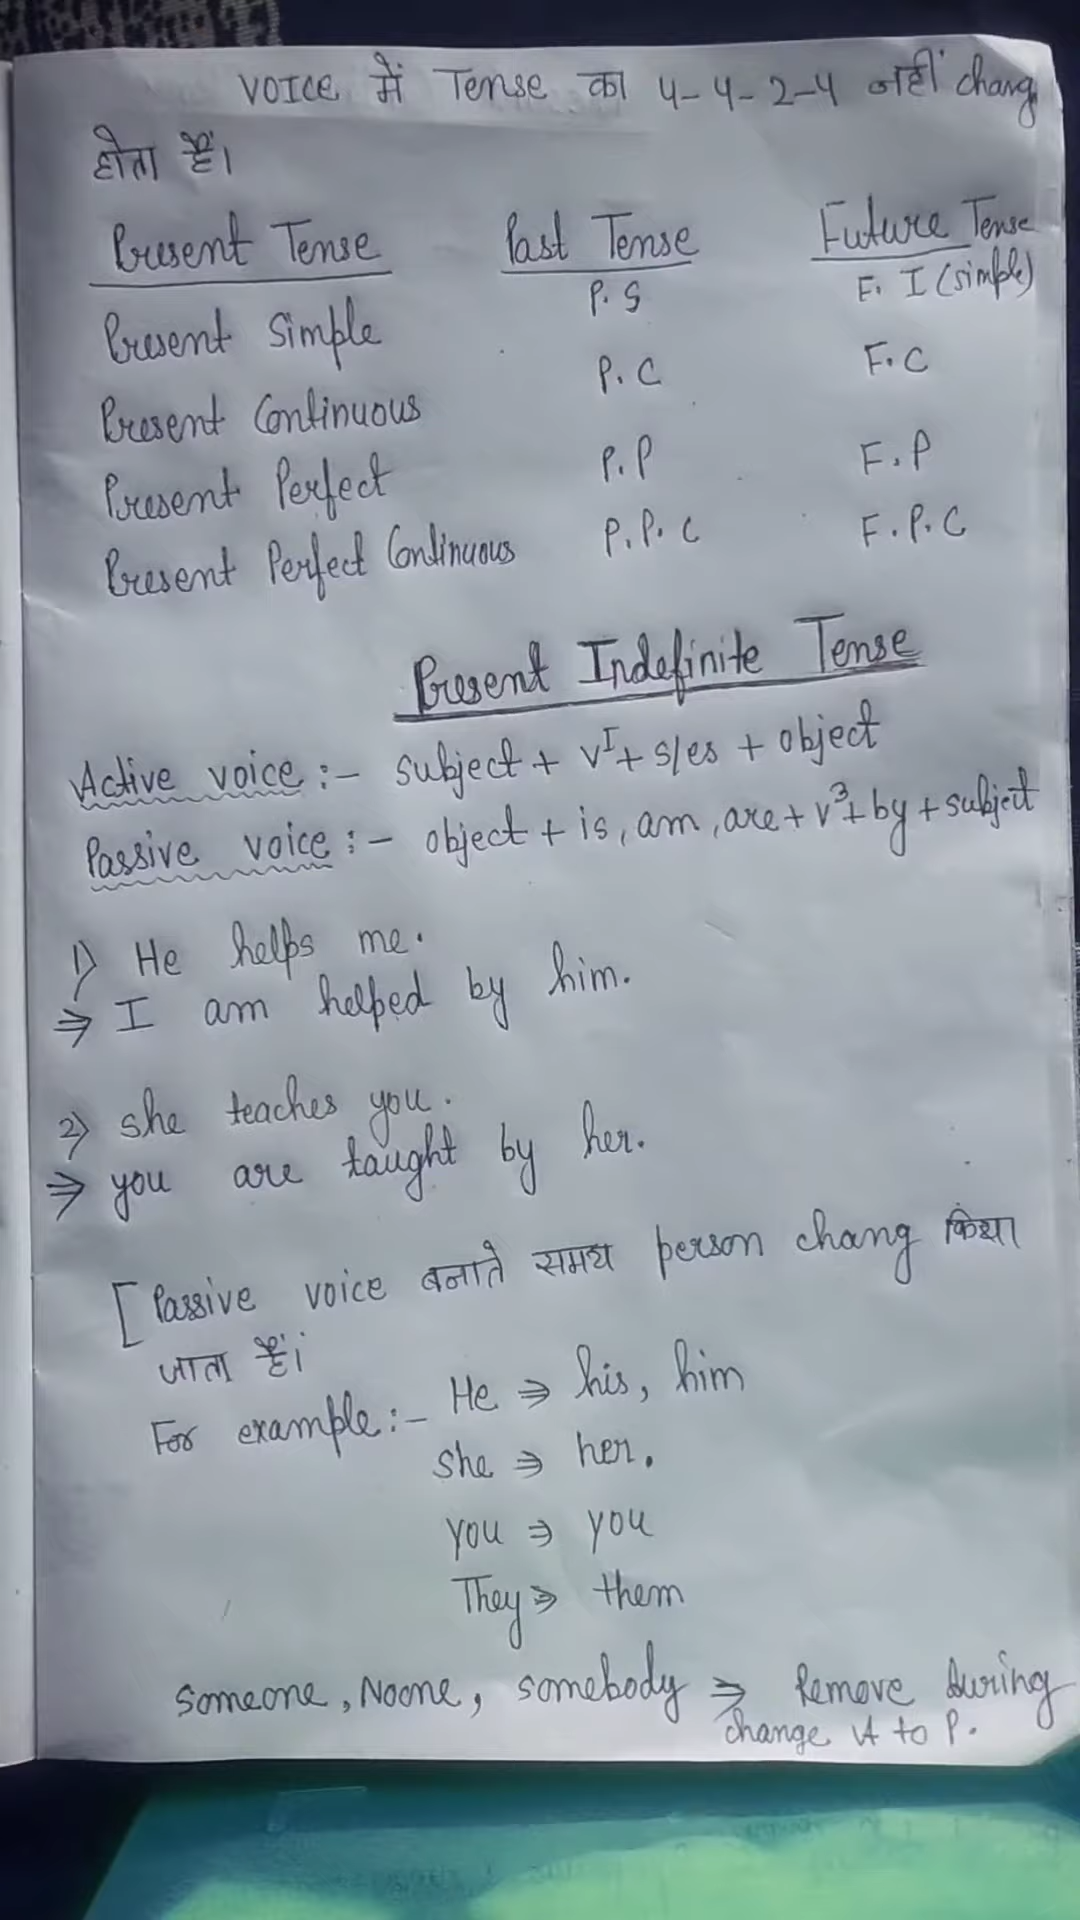 VOICE में Tense का 4-4-2-4 नहीं chang
होता हैं।
Present Tense Past Tense Future Tense
Present Simple P.S F.I (simple)
Present Continuous P.C F.C
Present Perfect P.P F.P
Present Perfect Continuous P.P.C F.P.C
Present Indefinite Tense
Active voice :- subject + V^I + s/es + object
Passive voice :- object + is, am, are + v^3 + by + subject
1) He helps me.
⇒ I am helped by him.
2) she teaches you.
⇒ you are taught by her.
[Passive voice बनाते समय person chang किया
जाता हैं।
For example :- He ⇒ his, him
she ⇒ her.
you ⇒ you
They ⇒ them
someone, Noone, somebody ⇒ Remove During
change A to P.